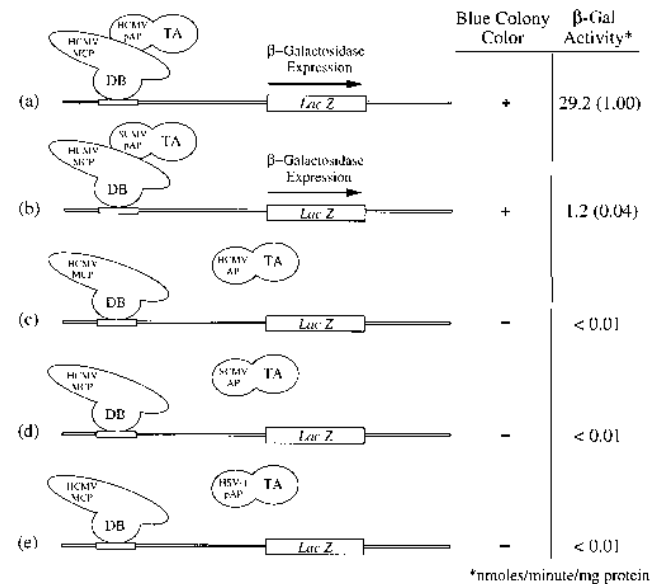 Blue Colony Color
β-Gal Activity*
HCMV pAP
TA
HCMV MCP
DB
β-Galactosidase Expression
(a)
Lac Z
+
29.2 (1.00)
SCMV pAP
TA
HCMV MCP
DB
β-Galactosidase Expression
(b)
Lac Z
+
1.2 (0.04)
HCMV MCP
HCMV AP
TA
DB
(c)
Lac Z
−
< 0.01
HCMV MCP
SCMV AP
TA
DB
(d)
Lac Z
−
< 0.01
HCMV MCP
HSV-1 pAP
TA
DB
(e)
Lac Z
−
< 0.01
*nmoles/minute/mg protein